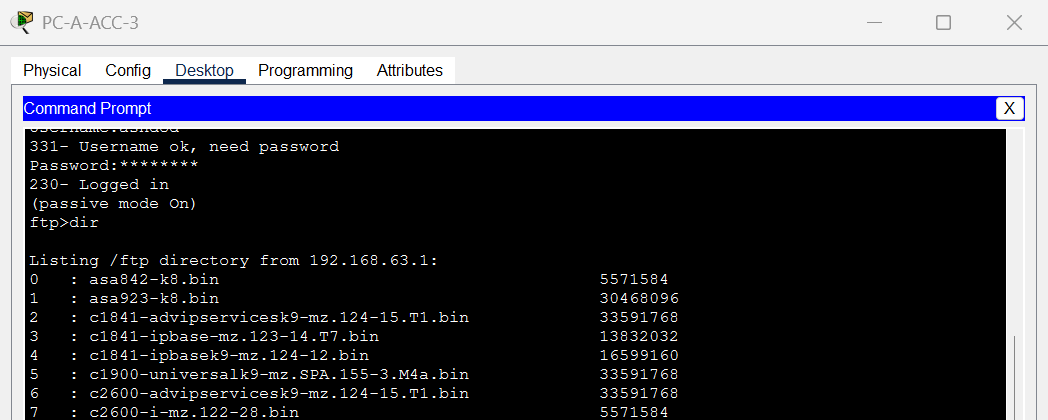 PC-A-ACC-3
Physical Config Desktop Programming Attributes
Command Prompt X
331- Username ok, need password
Password:********
230- Logged in
(passive mode On)
ftp>dir
Listing /ftp directory from 192.168.63.1:
0 : asa842-k8.bin 5571584
1 : asa923-k8.bin 30468096
2 : c1841-advipservicesk9-mz.124-15.T1.bin 33591768
3 : c1841-ipbase-mz.123-14.T7.bin 13832032
4 : c1841-ipbasek9-mz.124-12.bin 16599160
5 : c1900-universalk9-mz.SPA.155-3.M4a.bin 33591768
6 : c2600-advipservicesk9-mz.124-15.T1.bin 33591768
7 : c2600-i-mz.122-28.bin 5571584